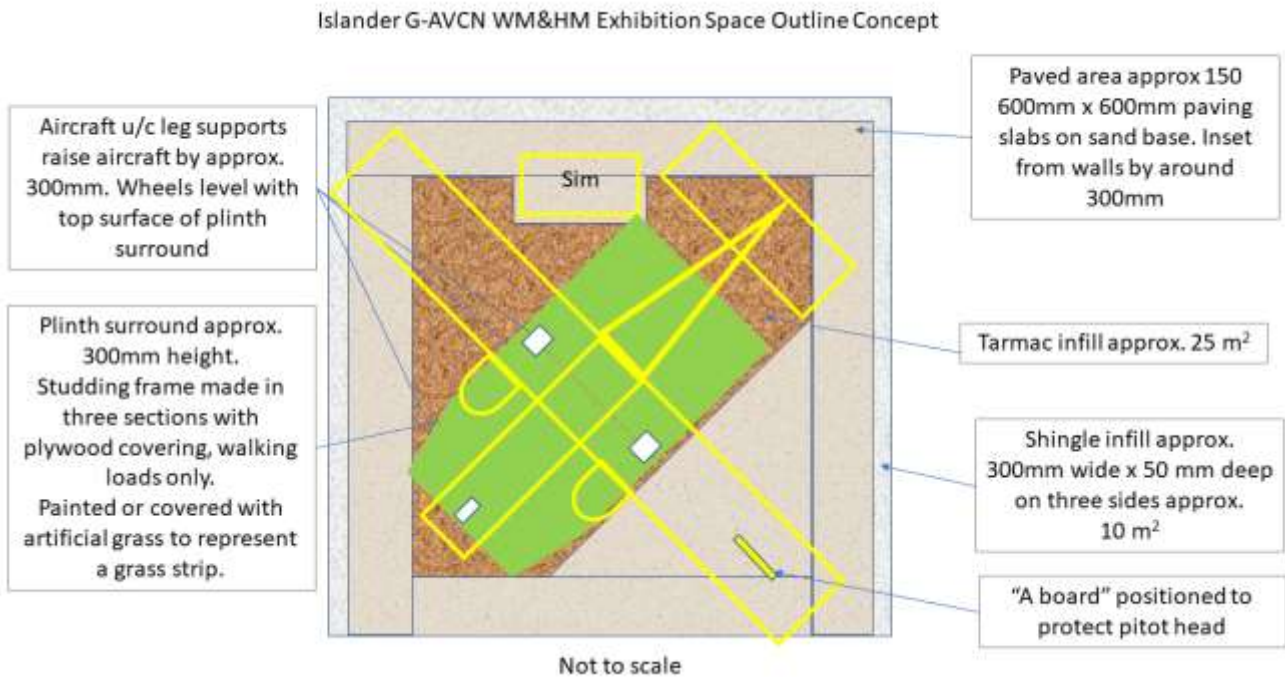 Islander G-AVCN WM&HM Exhibition Space Outline Concept
Aircraft u/c leg supports
raise aircraft by approx.
300mm. Wheels level with
top surface of plinth
surround
Plinth surround approx.
300mm height.
Studding frame made in
three sections with
plywood covering, walking
loads only.
Painted or covered with
artificial grass to represent
a grass strip.
Sim
Paved area approx 150
600mm x 600mm paving
slabs on sand base. Inset
from walls by around
300mm
Tarmac infill approx. 25 m²
Shingle infill approx.
300mm wide x 50 mm deep
on three sides approx.
10 m²
“A board” positioned to
protect pitot head
Not to scale